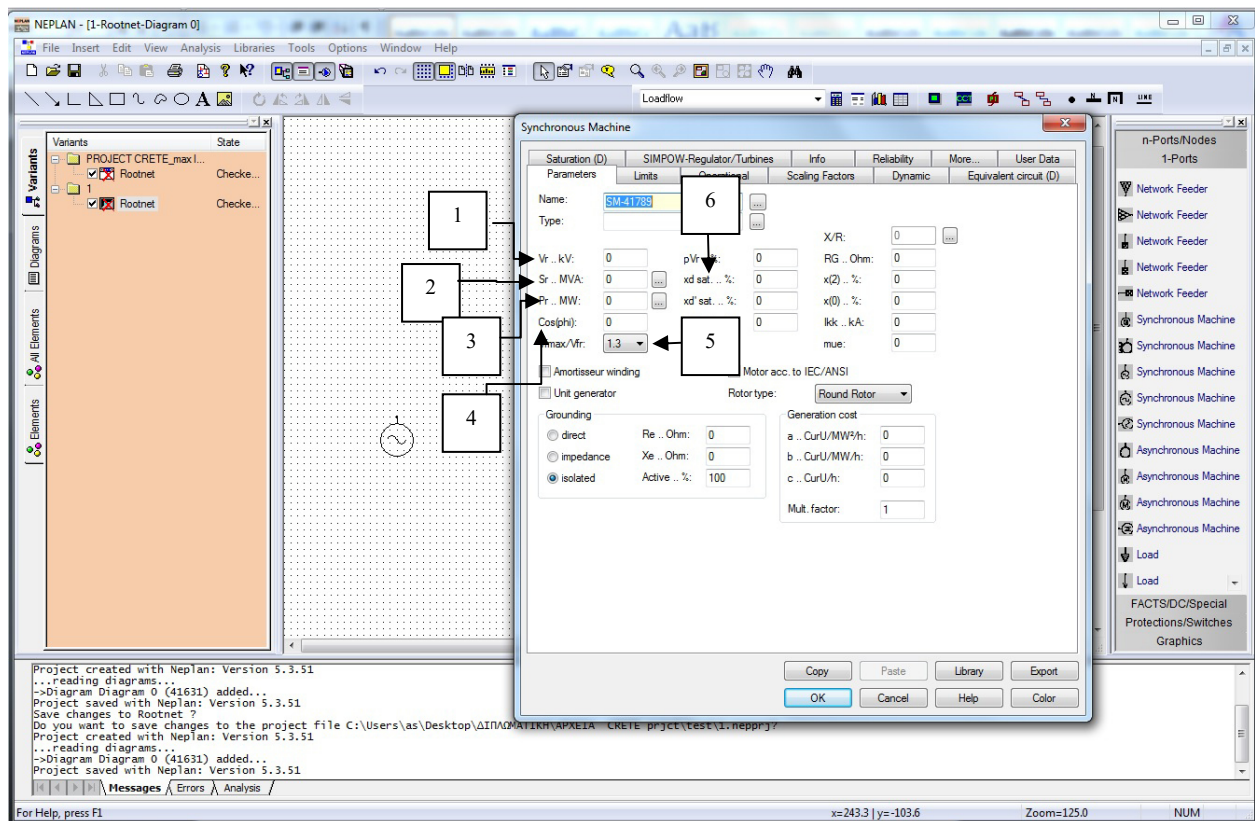 NEPLAN - [1-Rootnet-Diagram 0]
File Insert Edit View Analysis Libraries Tools Options Window Help
Loadflow
Variants
Diagrams
All Elements
Elements
Variants State
PROJECT CRETE_max l...
Rootnet Checke...
1
Rootnet Checke...
1
2
3
4
5
6
Synchronous Machine
Saturation (D) SIMPOW-Regulator/Turbines Info Reliability More... User Data
Parameters Limits Operational Scaling Factors Dynamic Equivalent circuit (D)
Name: SM-41789 ...
Type: ...
X/R: 0 ...
Vr .. kV: 0 pVr %: 0 RG .. Ohm: 0
Sr .. MVA: 0 ... xd sat. .. %: 0 x(2) .. %: 0
Pr .. MW: 0 ... xd' sat. .. %: 0 x(0) .. %: 0
Cos(phi): 0 0 Ikk .. kA: 0
max/Vfr: 1.3 mue: 0
Amortisseur winding Motor acc. to IEC/ANSI
Unit generator Rotor type: Round Rotor
Grounding Generation cost
direct Re .. Ohm: 0 a .. CurU/MW²/h: 0
impedance Xe .. Ohm: 0 b .. CurU/MW/h: 0
isolated Active .. %: 100 c .. CurU/h: 0
Mult. factor: 1
Copy Paste Library Export
OK Cancel Help Color
n-Ports/Nodes
1-Ports
Network Feeder
Network Feeder
Network Feeder
Network Feeder
Network Feeder
Synchronous Machine
Synchronous Machine
Synchronous Machine
Synchronous Machine
Synchronous Machine
Asynchronous Machine
Asynchronous Machine
Asynchronous Machine
Asynchronous Machine
Load
Load
FACTS/DC/Special
Protections/Switches
Graphics
Project created with Neplan: Version 5.3.51
...reading diagrams...
->Diagram Diagram 0 (41631) added...
Project saved with Neplan: Version 5.3.51
Save changes to Rootnet ?
Do you want to save changes to the project file C:\Users\as\Desktop\ΔΙΠΛΩΜΑΤΙΚΗ\ΑΡΧΕΙΑ CRETE prjct\test\1.nepprj?
Project created with Neplan: Version 5.3.51
...reading diagrams...
->Diagram Diagram 0 (41631) added...
Project saved with Neplan: Version 5.3.51
Messages Errors Analysis
For Help, press F1 x=243.3 | y=-103.6 Zoom=125.0 NUM